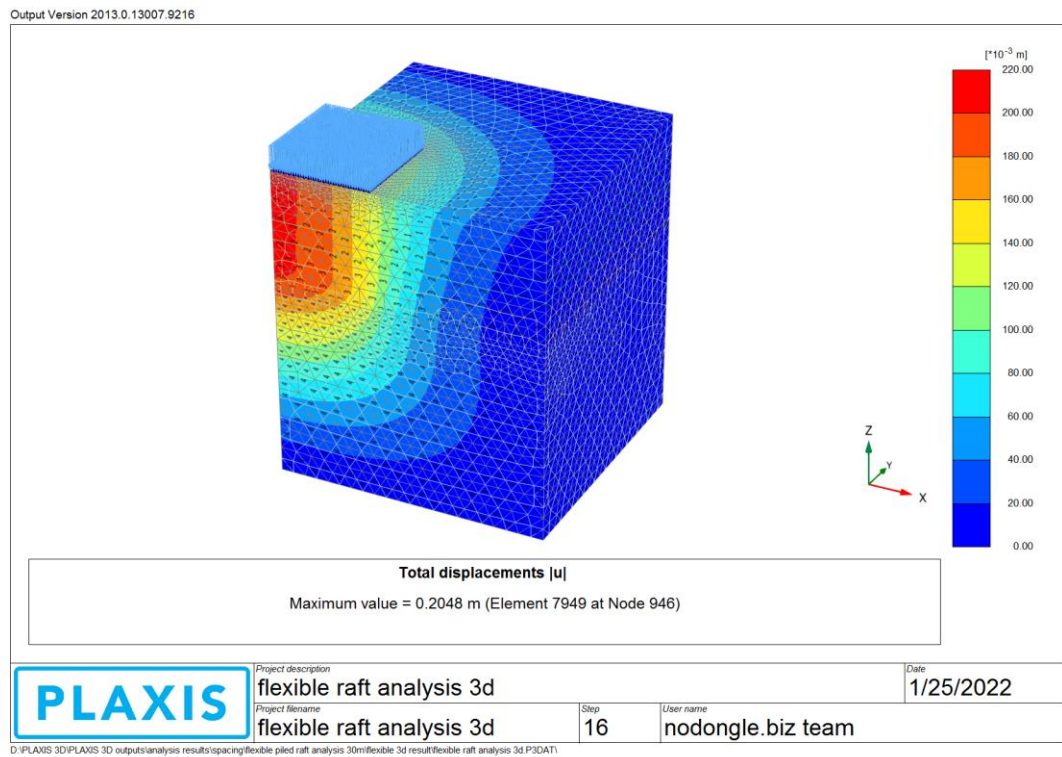 Output Version 2013.0.13007.9216
[*10⁻³ m]
220.00
200.00
180.00
160.00
140.00
120.00
100.00
80.00
60.00
40.00
20.00
0.00
Z
Y
X
Total displacements |u|
Maximum value = 0.2048 m (Element 7949 at Node 946)
PLAXIS
Project description
flexible raft analysis 3d
Date
1/25/2022
Project filename
flexible raft analysis 3d
Step
16
User name
nodongle.biz team
D:\PLAXIS 3D\PLAXIS 3D outputs\analysis results\spacing\flexible piled raft analysis 30m\flexible 3d result\flexible raft analysis 3d.P3DAT\